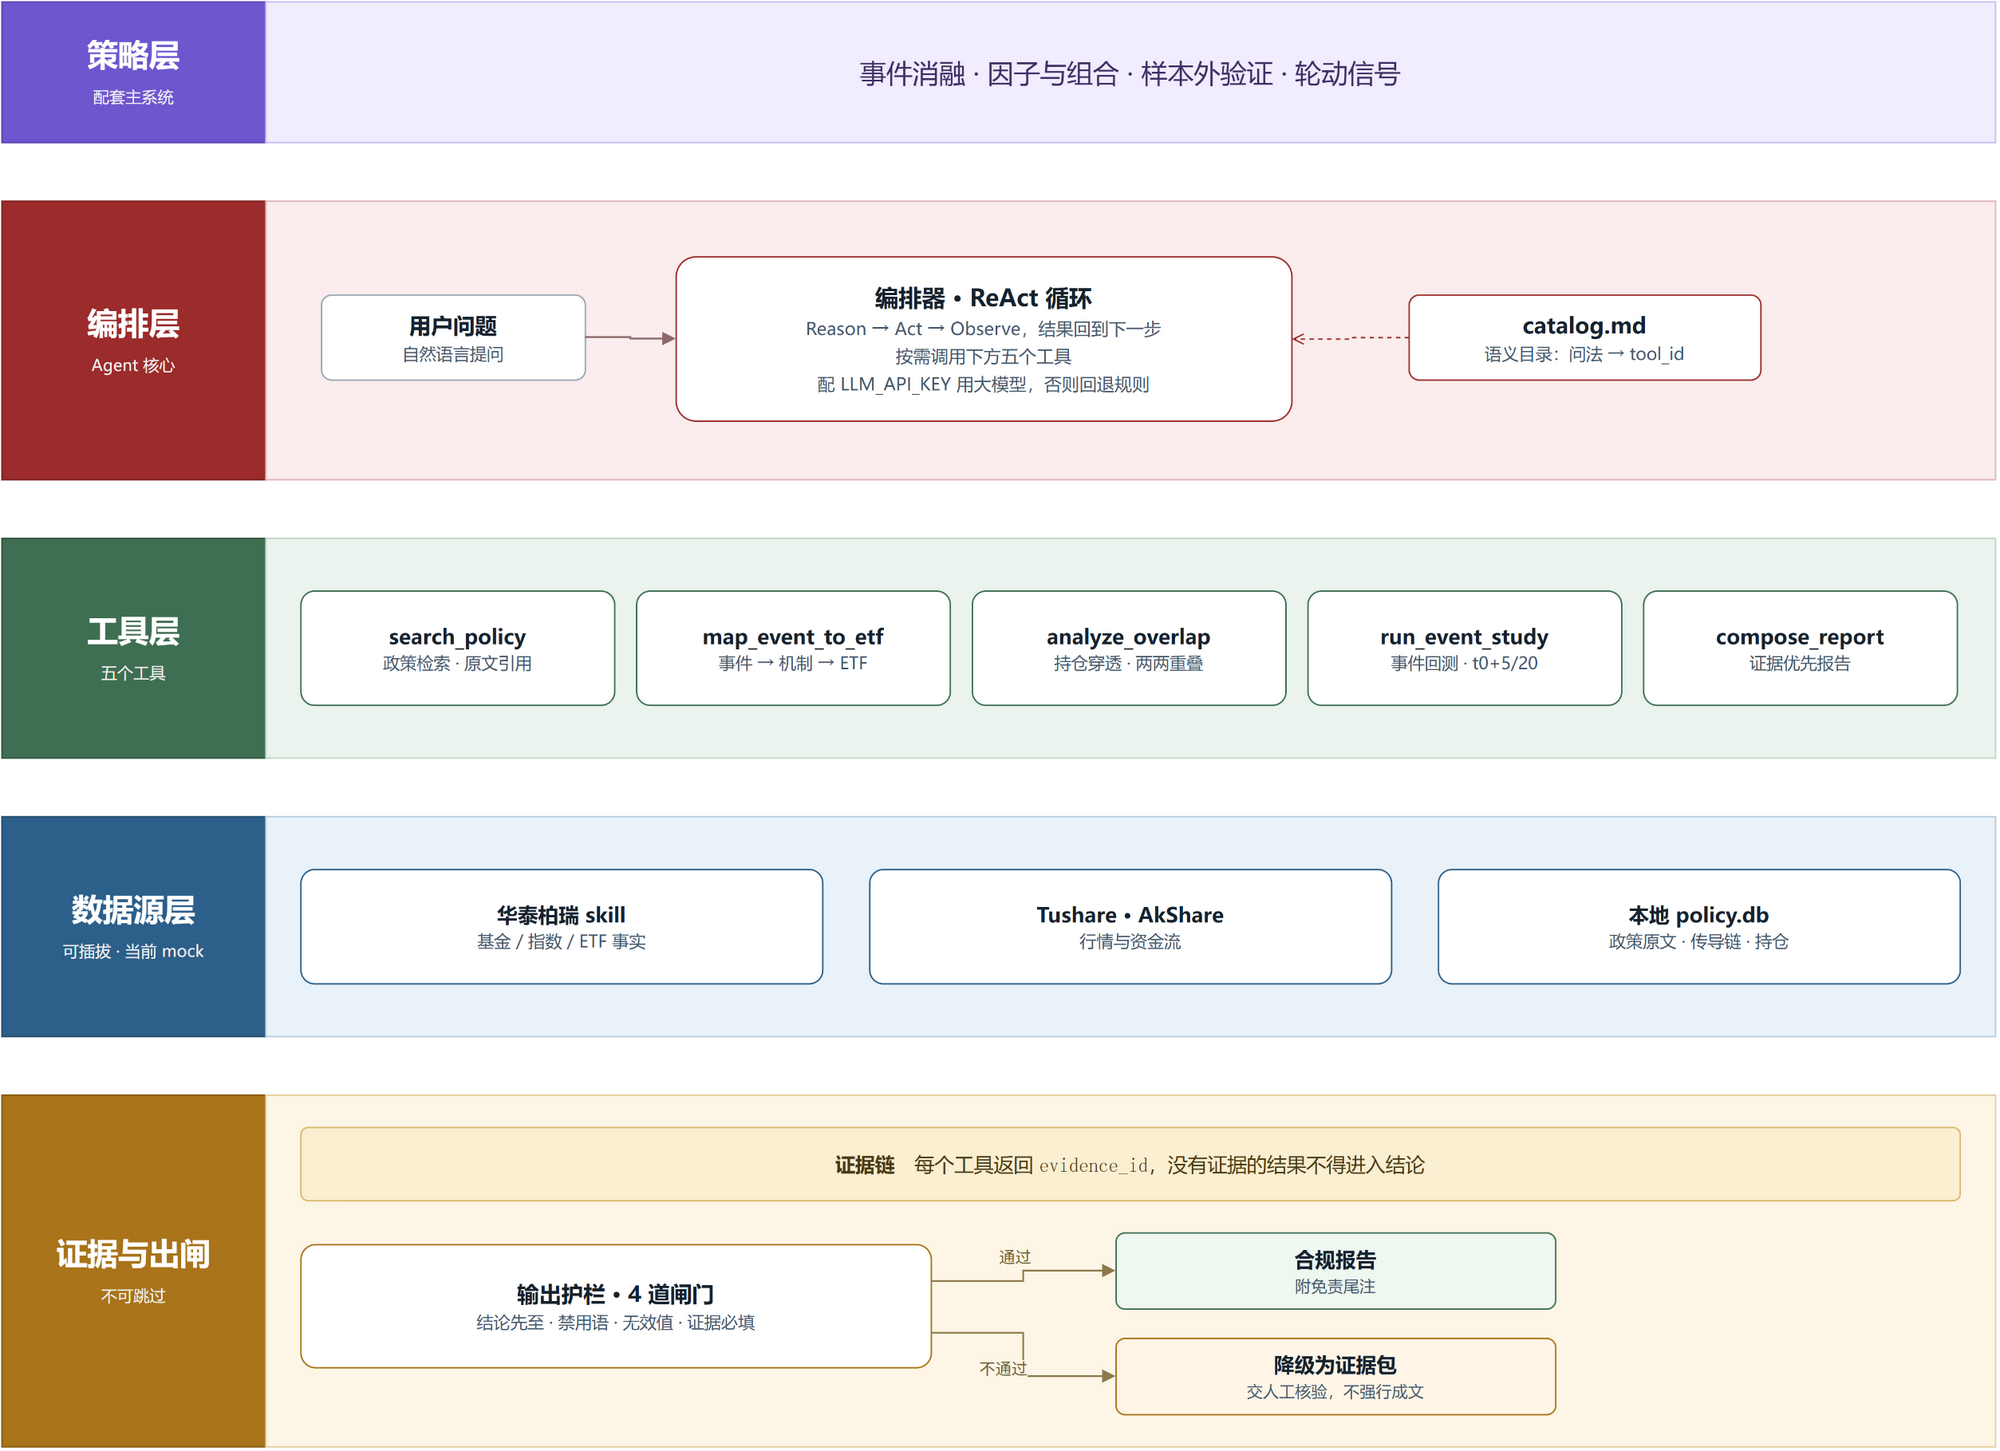 策略层
配套主系统
事件消融 · 因子与组合 · 样本外验证 · 轮动信号
编排层
Agent 核心
用户问题
自然语言提问
编排器 • ReAct 循环
Reason → Act → Observe，结果回到下一步
按需调用下方五个工具
配 LLM_API_KEY 用大模型，否则回退规则
catalog.md
语义目录：问法 → tool_id
工具层
五个工具
search_policy
政策检索 · 原文引用
map_event_to_etf
事件 → 机制 → ETF
analyze_overlap
持仓穿透 · 两两重叠
run_event_study
事件回测 · t0+5/20
compose_report
证据优先报告
数据源层
可插拔 · 当前 mock
华泰柏瑞 skill
基金 / 指数 / ETF 事实
Tushare • AkShare
行情与资金流
本地 policy.db
政策原文 · 传导链 · 持仓
证据与出闸
不可跳过
证据链 每个工具返回 evidence_id，没有证据的结果不得进入结论
输出护栏 • 4 道闸门
结论先至 · 禁用语 · 无效值 · 证据必填
通过
合规报告
附免责尾注
不通过
降级为证据包
交人工核验，不强行成文